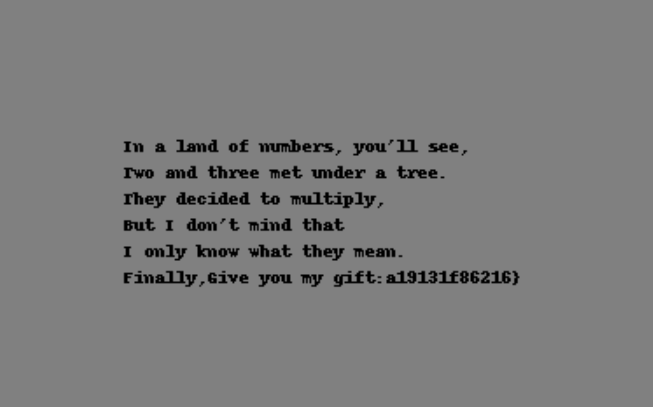 In a land of numbers, you'll see,
Two and three met under a tree.
They decided to multiply,
But I don't mind that
I only know what they mean.
Finally,Give you my gift:a19131f86216}